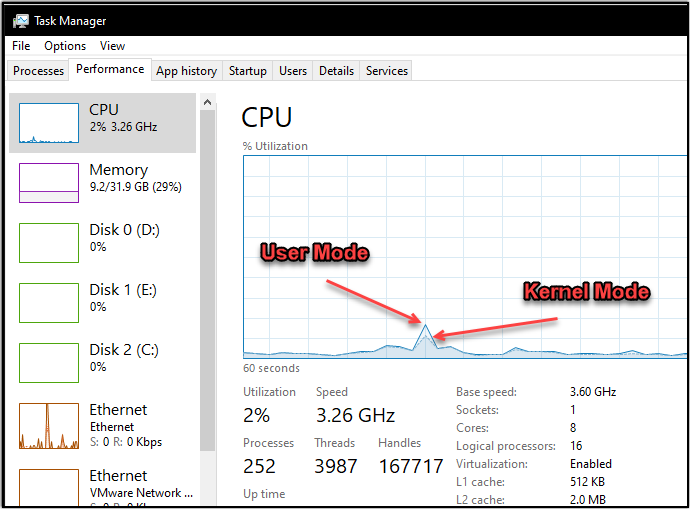 Task Manager
File Options View
Processes Performance App history Startup Users Details Services
CPU
2% 3.26 GHz
Memory
9.2/31.9 GB (29%)
Disk 0 (D:)
0%
Disk 1 (E:)
0%
Disk 2 (C:)
0%
Ethernet
Ethernet
S: 0 R: 0 Kbps
Ethernet
VMware Network ...
S: 0 R: 0 Kbps
CPU
% Utilization
User Mode
Kernel Mode
60 seconds
Utilization Speed
2% 3.26 GHz
Processes Threads Handles
252 3987 167717
Up time
Base speed: 3.60 GHz
Sockets: 1
Cores: 8
Logical processors: 16
Virtualization: Enabled
L1 cache: 512 KB
L2 cache: 2.0 MB